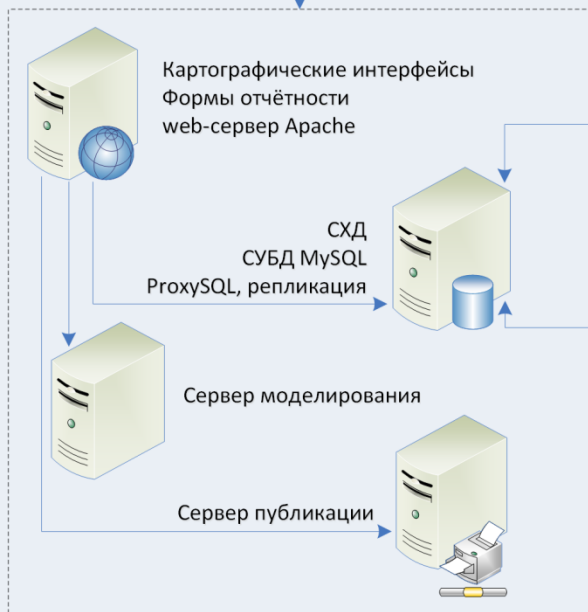 Картографические интерфейсы
Формы отчётности
web-сервер Apache
СХД
СУБД MySQL
ProxySQL, репликация
Сервер моделирования
Сервер публикации